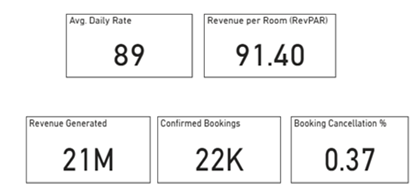 Avg. Daily Rate
89
Revenue per Room (RevPAR)
91.40
Revenue Generated
21M
Confirmed Bookings
22K
Booking Cancellation %
0.37